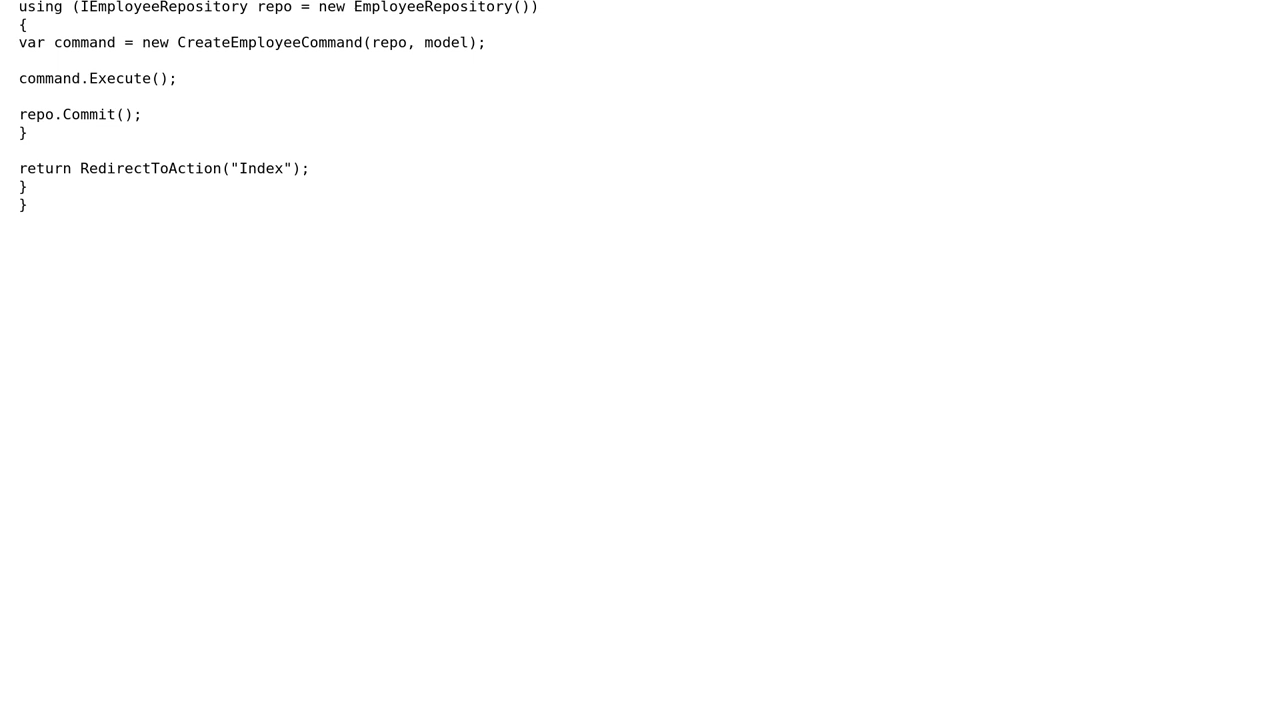 using (IEmployeeRepository repo = new EmployeeRepository())
{
var command = new CreateEmployeeCommand(repo, model);
command.Execute();
repo.Commit();
}
return RedirectToAction("Index");
}
}